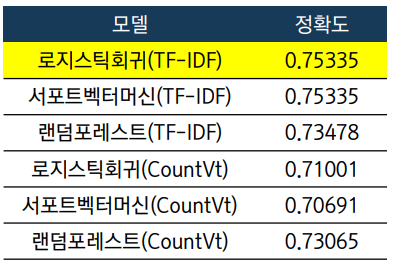 모델 정확도
로지스틱회귀(TF-IDF) 0.75335
서포트벡터머신(TF-IDF) 0.75335
랜덤포레스트(TF-IDF) 0.73478
로지스틱회귀(CountVt) 0.71001
서포트벡터머신(CountVt) 0.70691
랜덤포레스트(CountVt) 0.73065